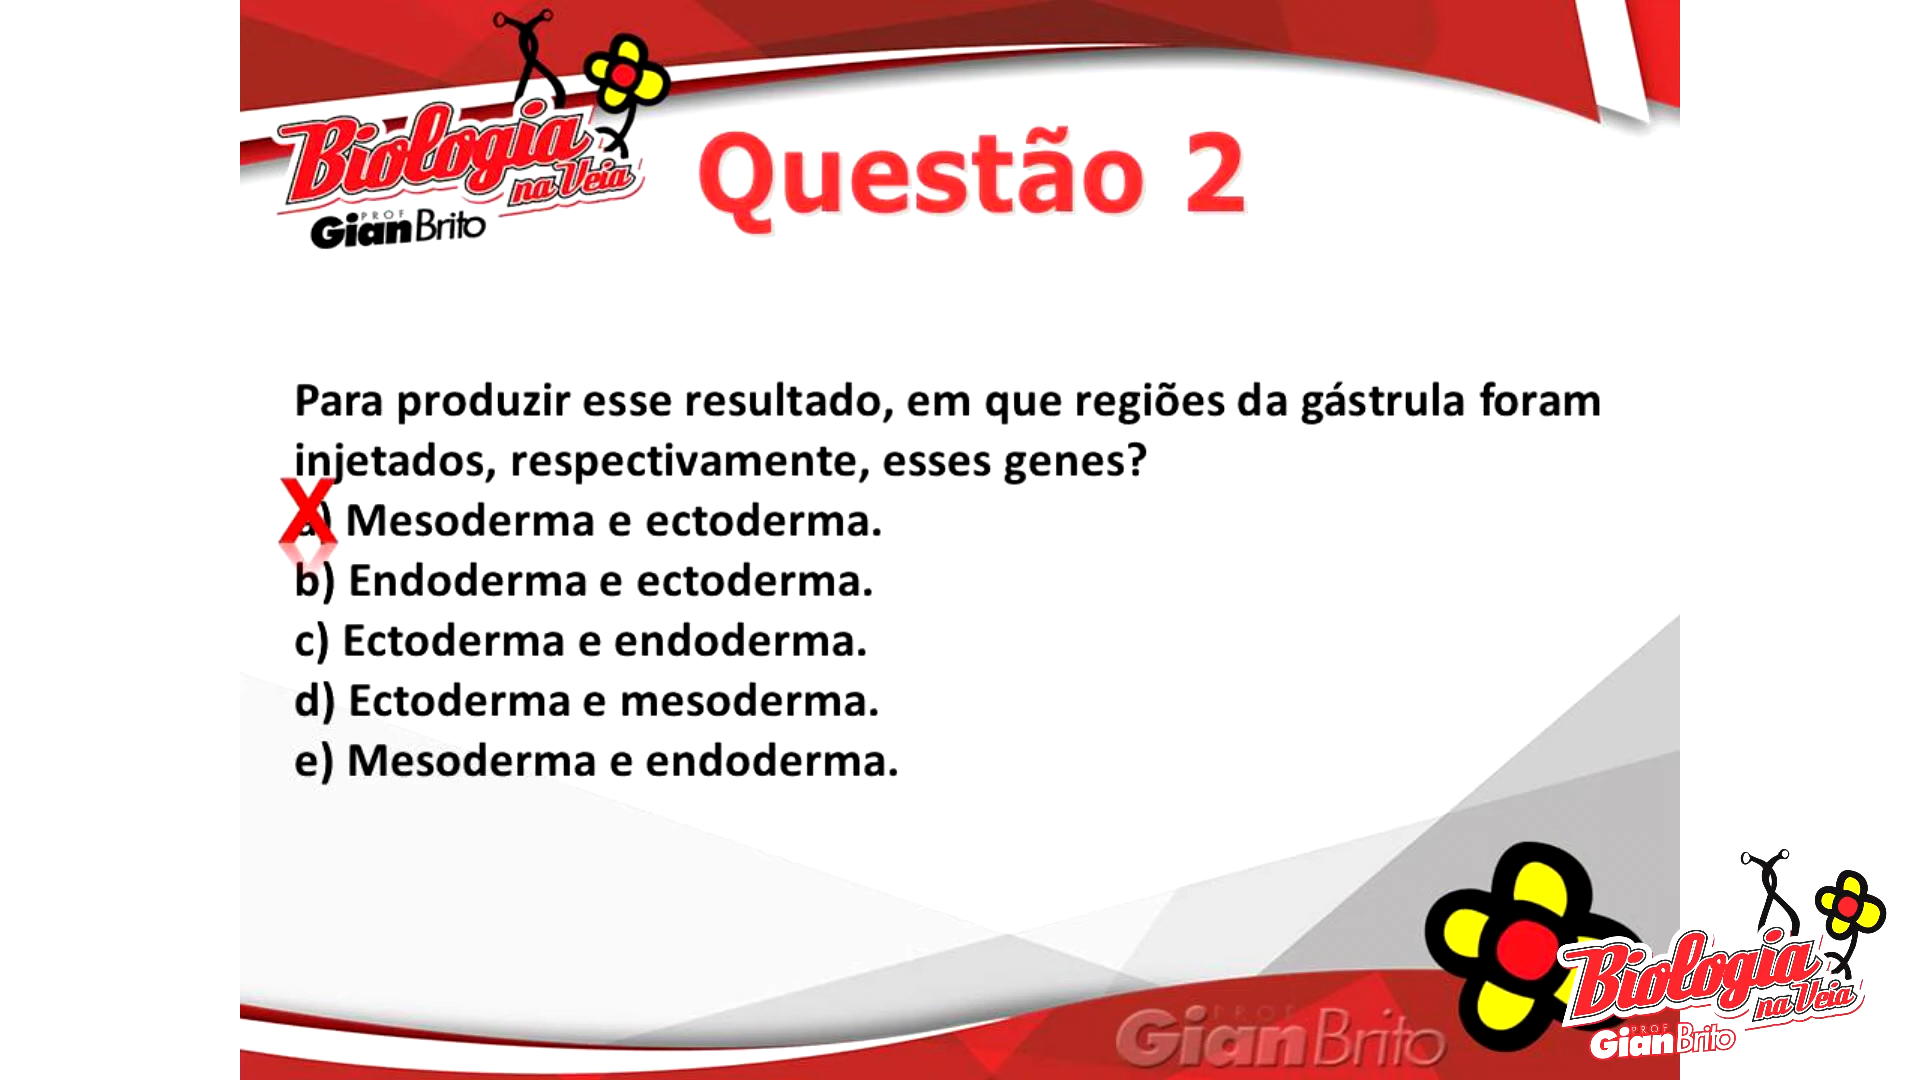 Biologia
na Veia
PROF
Gian Brito
Questão 2
Para produzir esse resultado, em que regiões da gástrula foram
injetados, respectivamente, esses genes?
X
a) Mesoderma e ectoderma.
b) Endoderma e ectoderma.
c) Ectoderma e endoderma.
d) Ectoderma e mesoderma.
e) Mesoderma e endoderma.
PROF
Gian Brito
Biologia
na Veia
PROF
Gian Brito